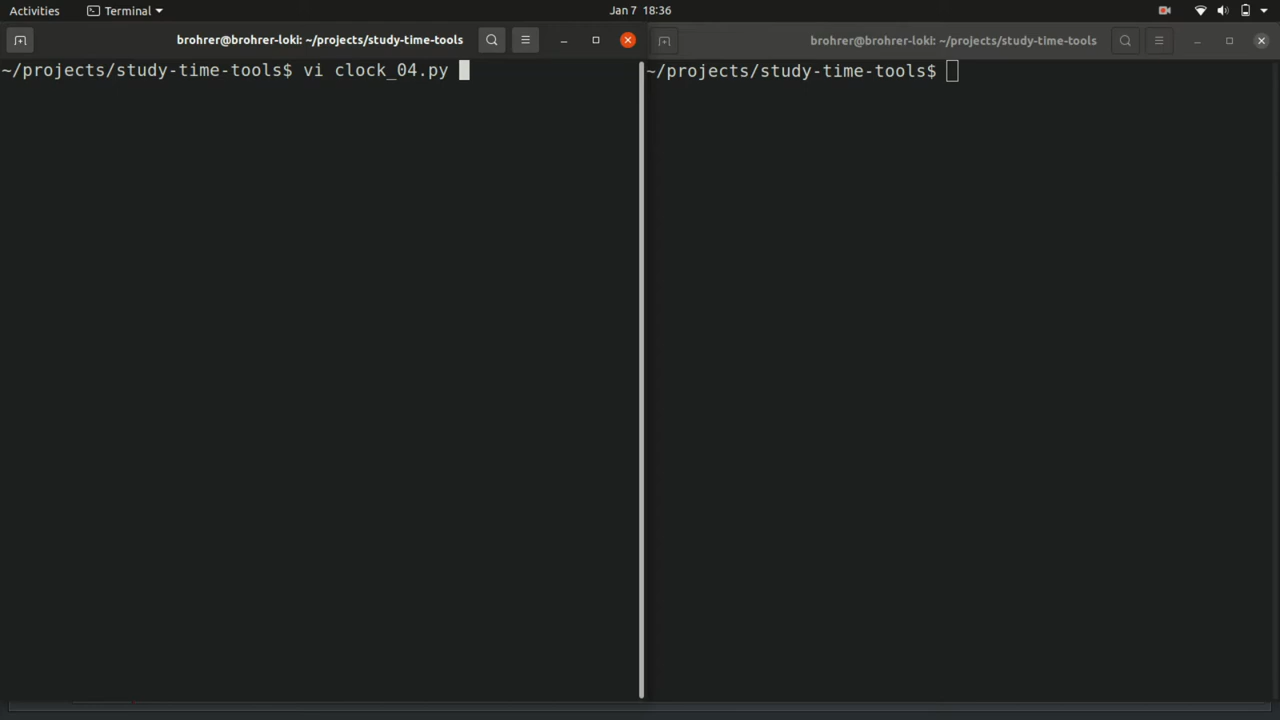 Activities Terminal Jan 7 18:36
brohrer@brohrer-loki: ~/projects/study-time-tools
~/projects/study-time-tools$ vi clock_04.py
brohrer@brohrer-loki: ~/projects/study-time-tools
~/projects/study-time-tools$